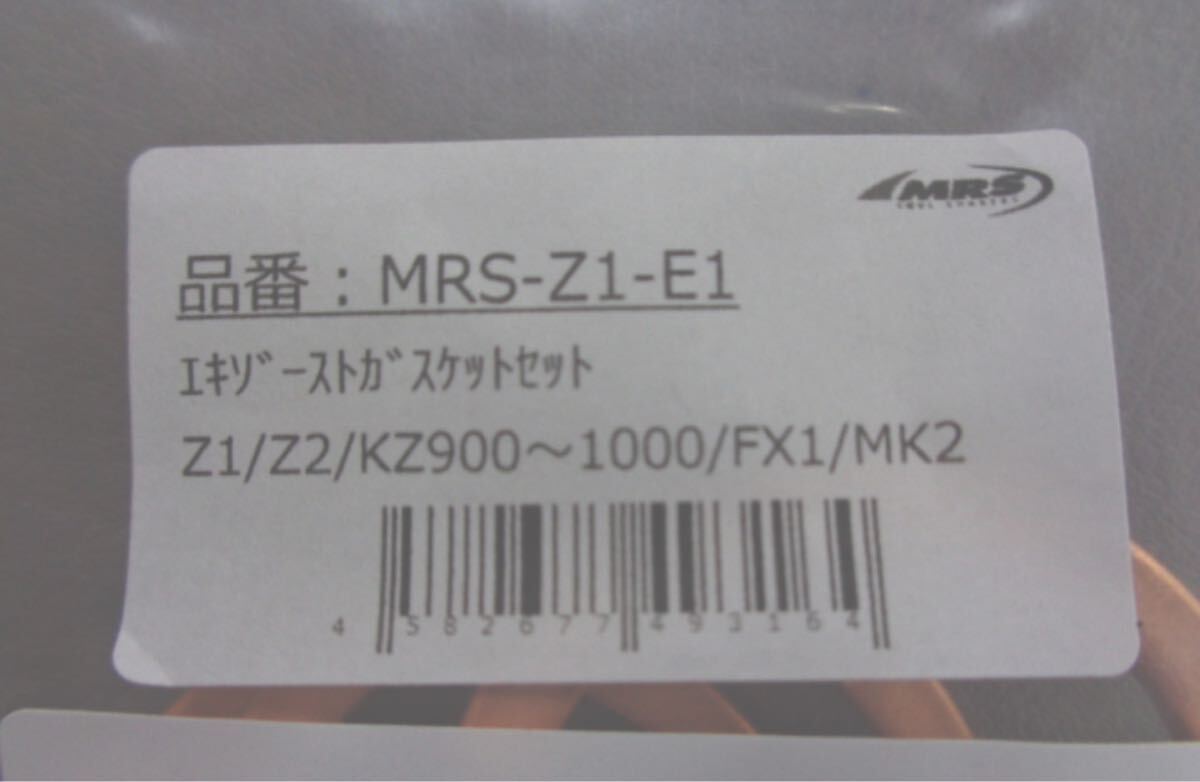 MRS
品番：MRS-Z1-E1
ｴｷｿﾞｰｽﾄｶﾞｽｹｯﾄｾｯﾄ
Z1/Z2/KZ900～1000/FX1/MK2
4 582677 493164